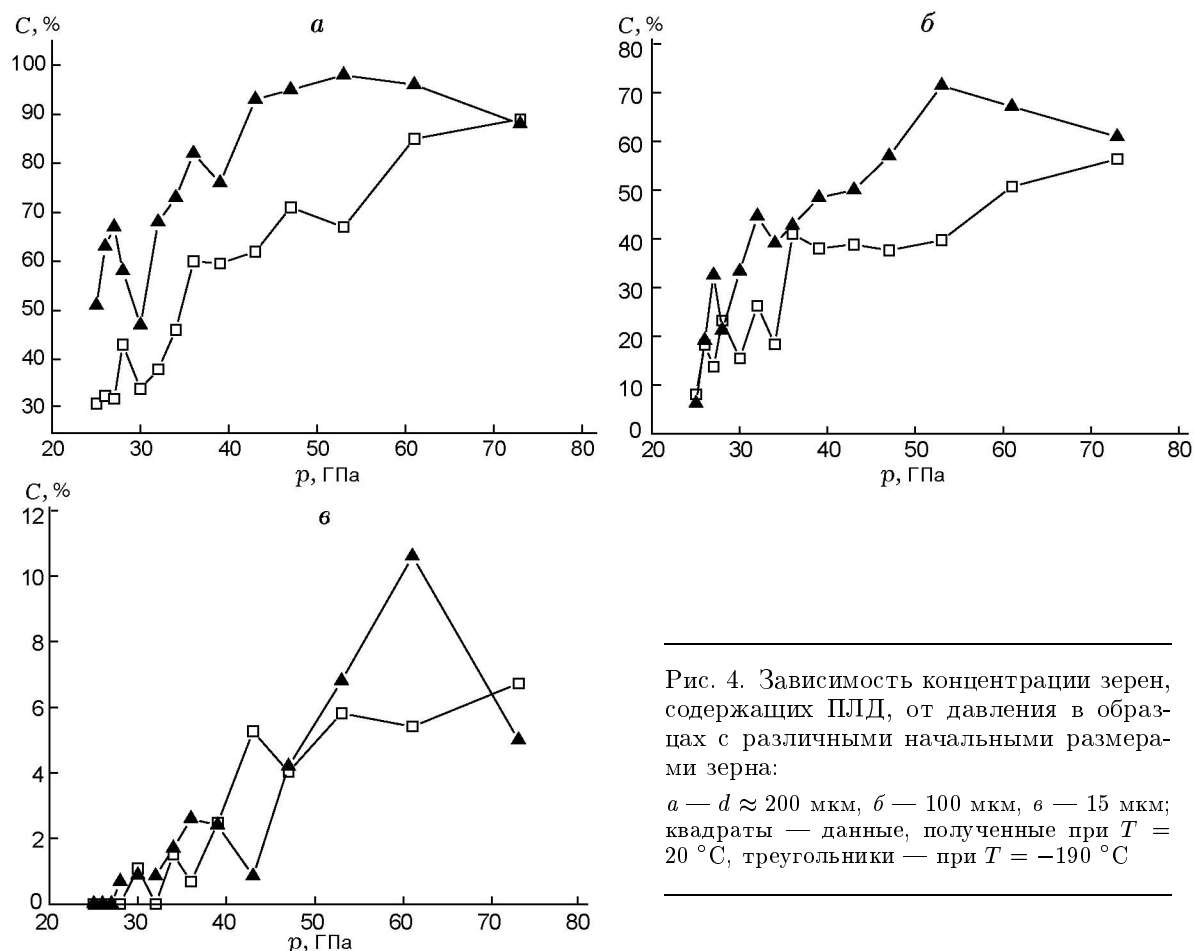 C, %
а
100
90
80
70
60
50
40
30
20
30
40
50
60
70
80
p, ГПа
C, %
б
80
70
60
50
40
30
20
10
0
20
30
40
50
60
70
80
p, ГПа
C, %
в
12
10
8
6
4
2
0
20
30
40
50
60
70
80
p, ГПа
Рис. 4. Зависимость концентрации зерен,
содержащих ПЛД, от давления в образ-
цах с различными начальными размера-
ми зерна:
а — d ≈ 200 мкм, б — 100 мкм, в — 15 мкм;
квадраты — данные, полученные при T =
20 °C, треугольники — при T = −190 °C